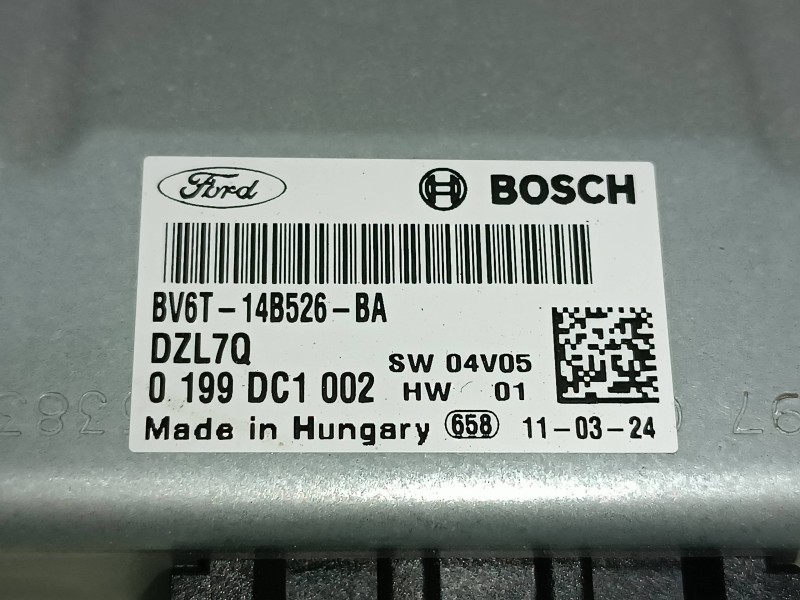 Ford BOSCH
BV6T-14B526-BA
DZL7Q
SW 04V05
0 199 DC1 002 HW 01
Made in Hungary 658 11-03-24